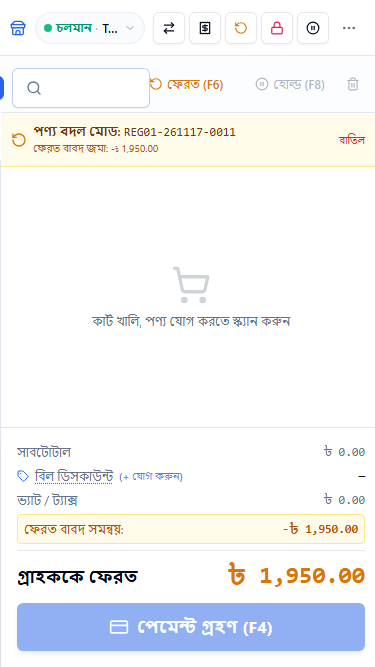 চলমান · T...
ফেরত (F6)
হোল্ড (F8)
পণ্য বদল মোড: REG01-261117-0011
ফেরত বাবদ জমা: -৳ 1,950.00
বাতিল
কার্ট খালি, পণ্য যোগ করতে স্ক্যান করুন
সাবটোটাল ৳ 0.00
বিল ডিসকাউন্ট (+ যোগ করুন) –
ভ্যাট / ট্যাক্স ৳ 0.00
ফেরত বাবদ সমন্বয়: -৳ 1,950.00
গ্রাহককে ফেরত ৳ 1,950.00
পেমেন্ট গ্রহণ (F4)